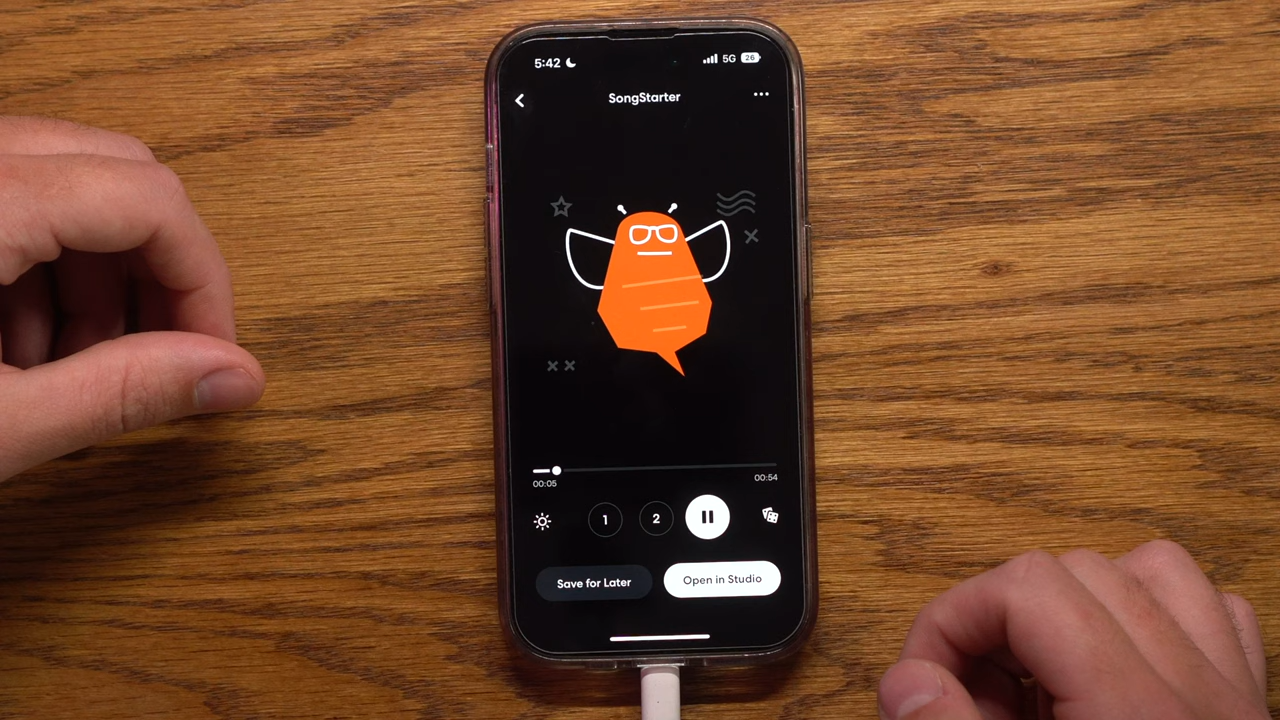 5:42 5G 26
SongStarter
00:05 00:54
1 2
Save for Later Open in Studio